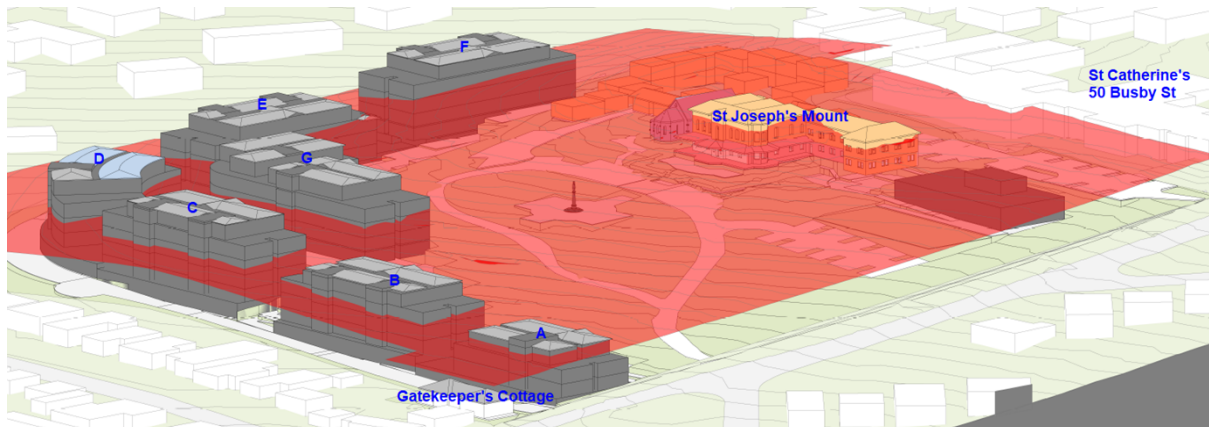 F
St Catherine's
50 Busby St
E
St Joseph's Mount
D
G
C
B
A
Gatekeeper's Cottage